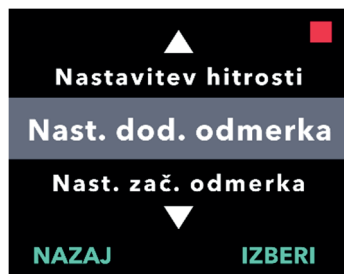 Nastavitev hitrosti
Nast. dod. odmerka
Nast. zač. odmerka
NAZAJ IZBERI